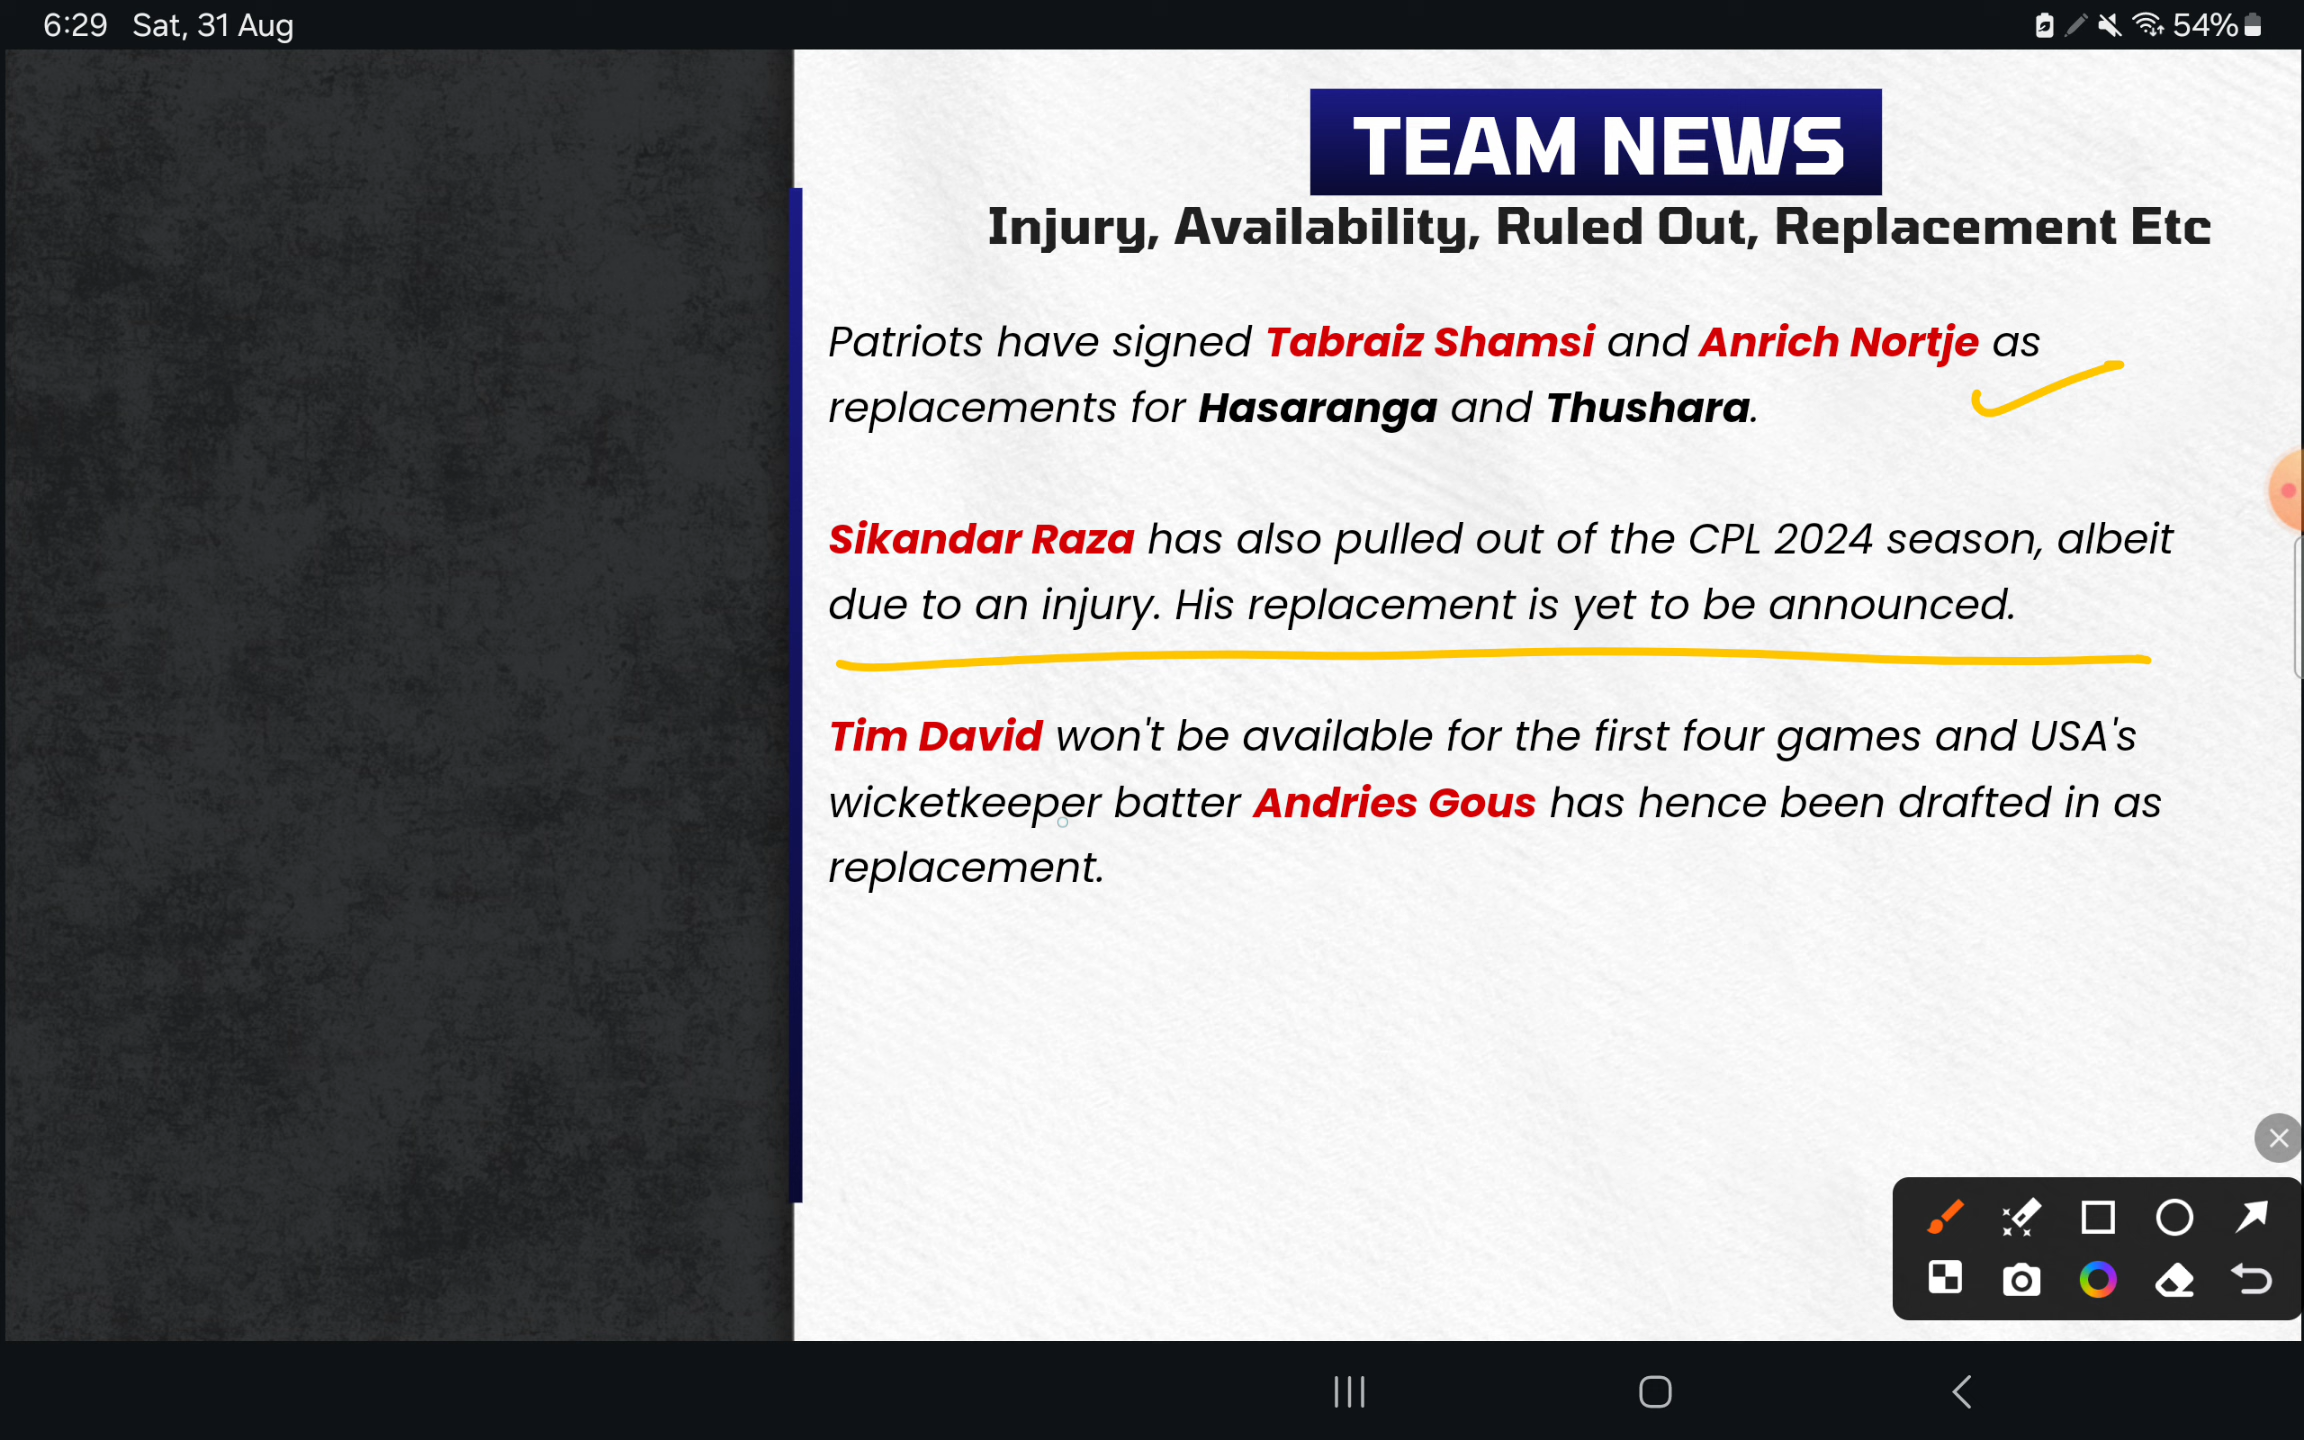 6:29 Sat, 31 Aug
54%
TEAM NEWS
Injury, Availability, Ruled Out, Replacement Etc
Patriots have signed Tabraiz Shamsi and Anrich Nortje as
replacements for Hasaranga and Thushara.
Sikandar Raza has also pulled out of the CPL 2024 season, albeit
due to an injury. His replacement is yet to be announced.
Tim David won't be available for the first four games and USA's
wicketkeeper batter Andries Gous has hence been drafted in as
replacement.